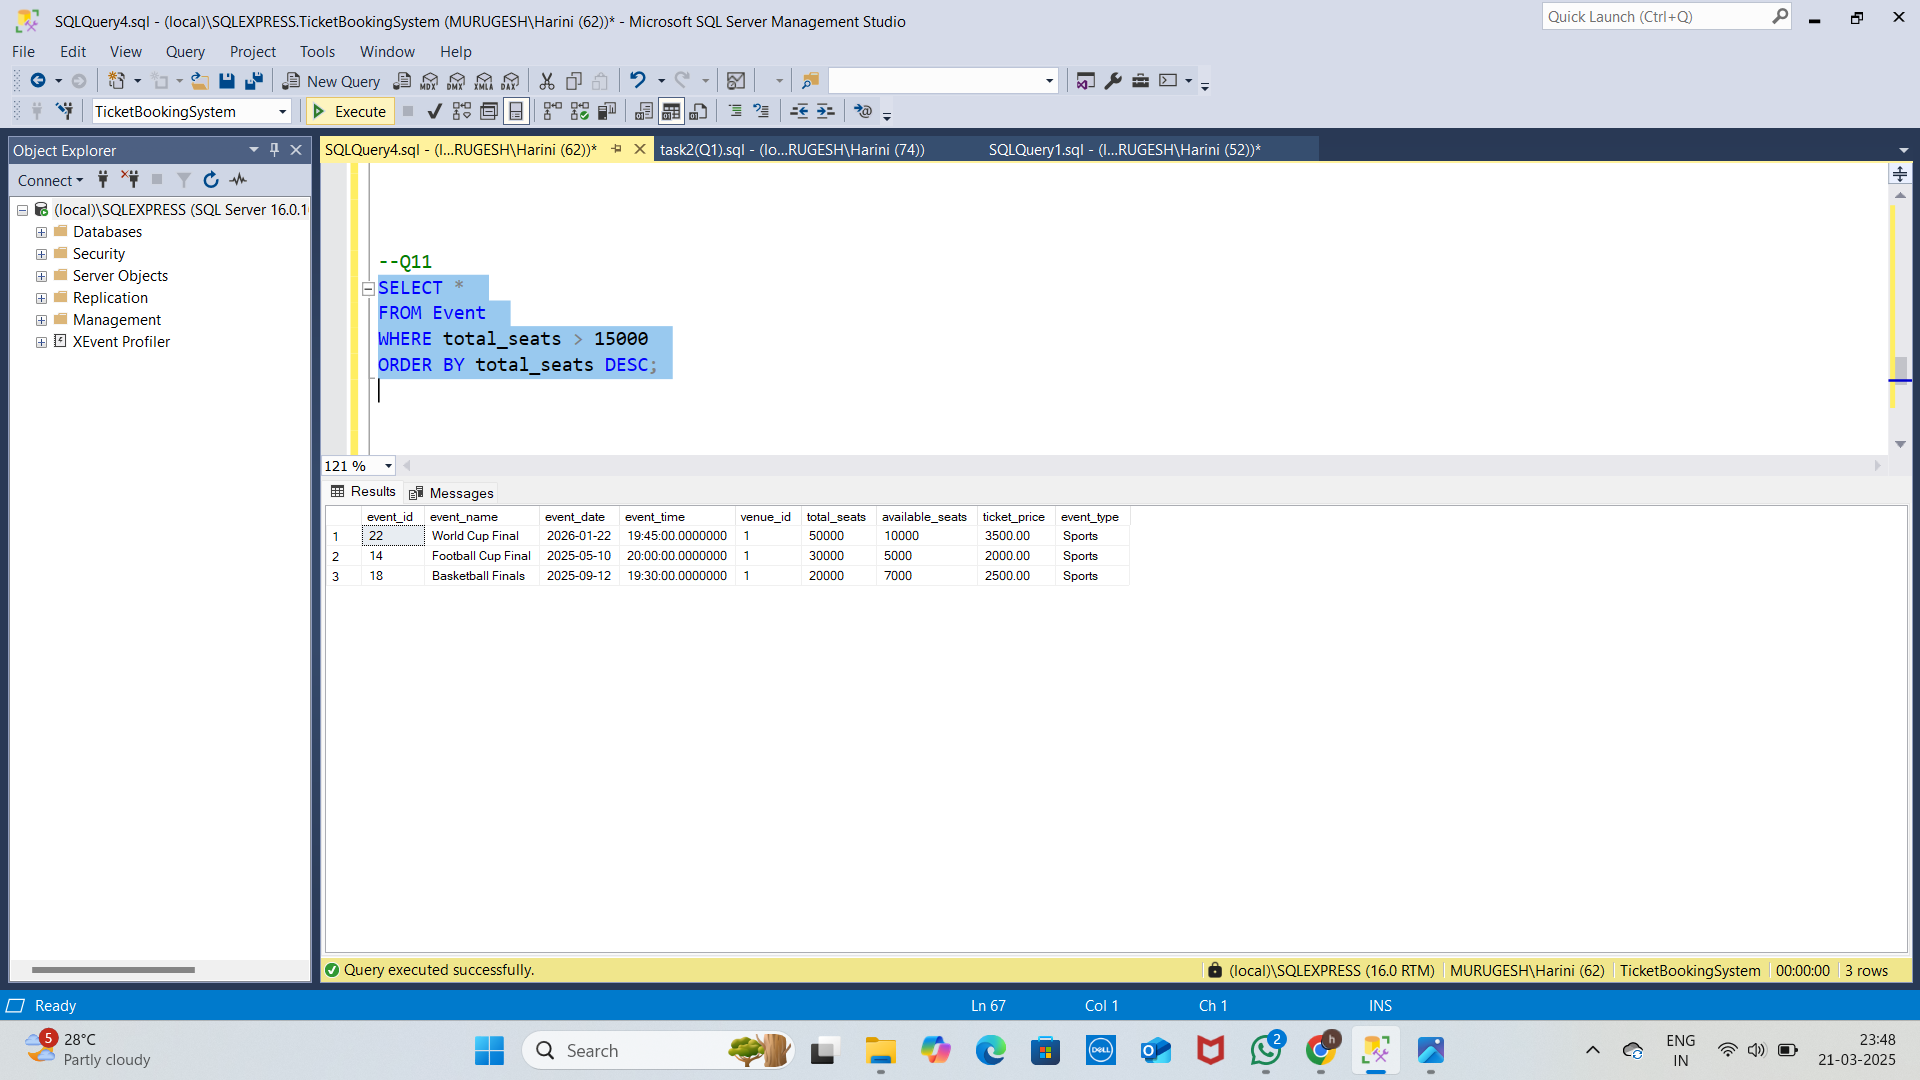 SQLQuery4.sql - (local)\SQLEXPRESS.TicketBookingSystem (MURUGESH\Harini (62))* - Microsoft SQL Server Management Studio
Quick Launch (Ctrl+Q)
File Edit View Query Project Tools Window Help
New Query
MDX DMX XMLA DAX
TicketBookingSystem
Execute
Object Explorer
SQLQuery4.sql - (l...RUGESH\Harini (62))*
task2(Q1).sql - (lo...RUGESH\Harini (74))
SQLQuery1.sql - (l...RUGESH\Harini (52))*
Connect
(local)\SQLEXPRESS (SQL Server 16.0.1
Databases
Security
Server Objects
Replication
Management
XEvent Profiler
--Q11
SELECT *
FROM Event
WHERE total_seats > 15000
ORDER BY total_seats DESC;
121 %
Results Messages
event_id event_name event_date event_time venue_id total_seats available_seats ticket_price event_type
1 22 World Cup Final 2026-01-22 19:45:00.0000000 1 50000 10000 3500.00 Sports
2 14 Football Cup Final 2025-05-10 20:00:00.0000000 1 30000 5000 2000.00 Sports
3 18 Basketball Finals 2025-09-12 19:30:00.0000000 1 20000 7000 2500.00 Sports
Query executed successfully.
(local)\SQLEXPRESS (16.0 RTM) MURUGESH\Harini (62) TicketBookingSystem 00:00:00 3 rows
Ready
Ln 67 Col 1 Ch 1 INS
5
28°C
Partly cloudy
Search
DELL
2
h
ENG
IN
23:48
21-03-2025